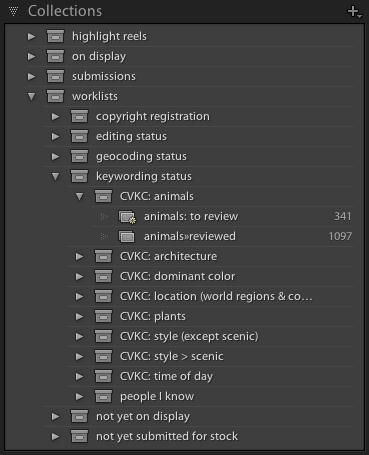 Collections
highlight reels
on display
submissions
worklists
copyright registration
editing status
geocoding status
keywording status
CVKC: animals
animals: to review 341
animals»reviewed 1097
CVKC: architecture
CVKC: dominant color
CVKC: location (world regions & co…
CVKC: plants
CVKC: style (except scenic)
CVKC: style > scenic
CVKC: time of day
people I know
not yet on display
not yet submitted for stock